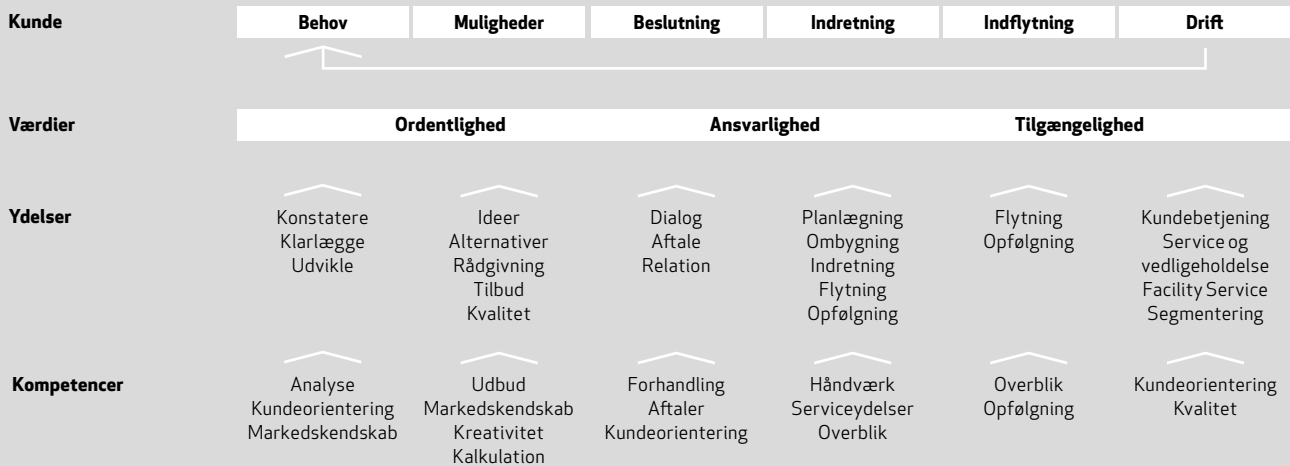 Kunde
Behov
Muligheder
Beslutning
Indretning
Indflytning
Drift
Værdier
Ordentlighed
Ansvarlighed
Tilgængelighed
Ydelser
Konstatere
Klarlægge
Udvikle
Ideer
Alternativer
Rådgivning
Tilbud
Kvalitet
Dialog
Aftale
Relation
Planlægning
Ombygning
Indretning
Flytning
Opfølgning
Flytning
Opfølgning
Kundebetjening
Service og
vedligeholdelse
Facility Service
Segmentering
Kompetencer
Analyse
Kundeorientering
Markedskendskab
Udbud
Markedskendskab
Kreativitet
Kalkulation
Forhandling
Aftaler
Kundeorientering
Håndværk
Serviceydelser
Overblik
Overblik
Opfølgning
Kundeorientering
Kvalitet